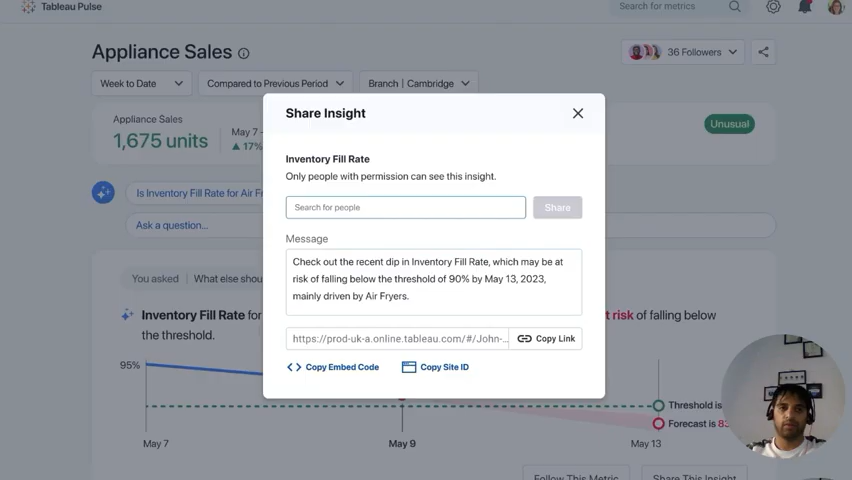 Tableau Pulse
Search for metrics
Appliance Sales
36 Followers
Week to Date
Compared to Previous Period
Branch | Cambridge
Appliance Sales
1,675 units
May 7
▲ 17%
Unusual
Share Insight
Inventory Fill Rate
Only people with permission can see this insight.
Search for people
Share
Message
Check out the recent dip in Inventory Fill Rate, which may be at
risk of falling below the threshold of 90% by May 13, 2023,
mainly driven by Air Fryers.
https://prod-uk-a.online.tableau.com/#/John-...
Copy Link
Copy Embed Code
Copy Site ID
Is Inventory Fill Rate for Air
Ask a question...
You asked
What else
Inventory Fill Rate for
risk of falling below
the threshold.
95%
Threshold is
Forecast is
May 7
May 9
May 13
Follow This Metric
Share This Insight